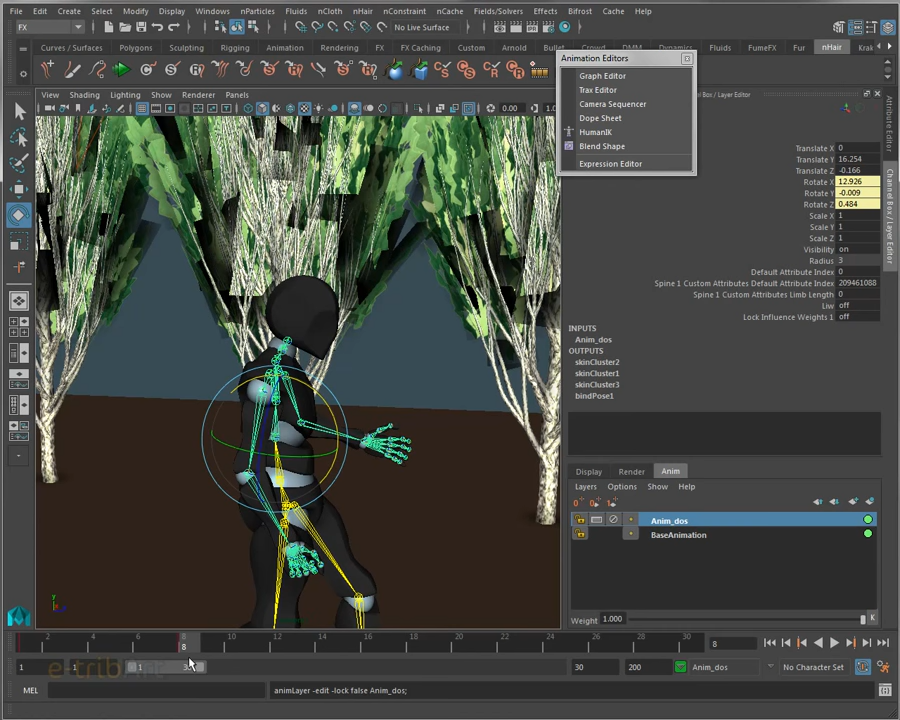 File Edit Create Select Modify Display Windows nParticles Fluids nCloth nHair nConstraint nCache Fields/Solvers Effects Bifrost Cache Help
FX No Live Surface
Curves / Surfaces Polygons Sculpting Rigging Animation Rendering FX FX Caching Custom Arnold Bullet Crowd DMM Dynamics Fluids FumeFX Fur nHair Krak
Animation Editors
Graph Editor
Trax Editor
Camera Sequencer
Dope Sheet
HumanIK
Blend Shape
Expression Editor
View Shading Lighting Show Renderer Panels
0.00
Box / Layer Editor
Attribute Editor
Channel Box / Layer Editor
Translate X 0
Translate Y 16.254
Translate Z -0.166
Rotate X 12.926
Rotate Y -0.009
Rotate Z 0.484
Scale X 1
Scale Y 1
Scale Z 1
Visibility on
Radius 3
Default Attribute Index 0
Spine 1 Custom Attributes Default Attribute Index 209461088
Spine 1 Custom Attributes Limb Length 0
Liw off
Lock Influence Weights 1 off
INPUTS
Anim_dos
OUTPUTS
skinCluster2
skinCluster1
skinCluster3
bindPose1
Display Render Anim
Layers Options Show Help
Anim_dos
BaseAnimation
Weight 1.000 K
2 4 6 8 10 12 14 16 18 20 22 24 26 28 30
8 8
1 1 1 30 200 Anim_dos No Character Set
e-trib
MEL animLayer -edit -lock false Anim_dos;